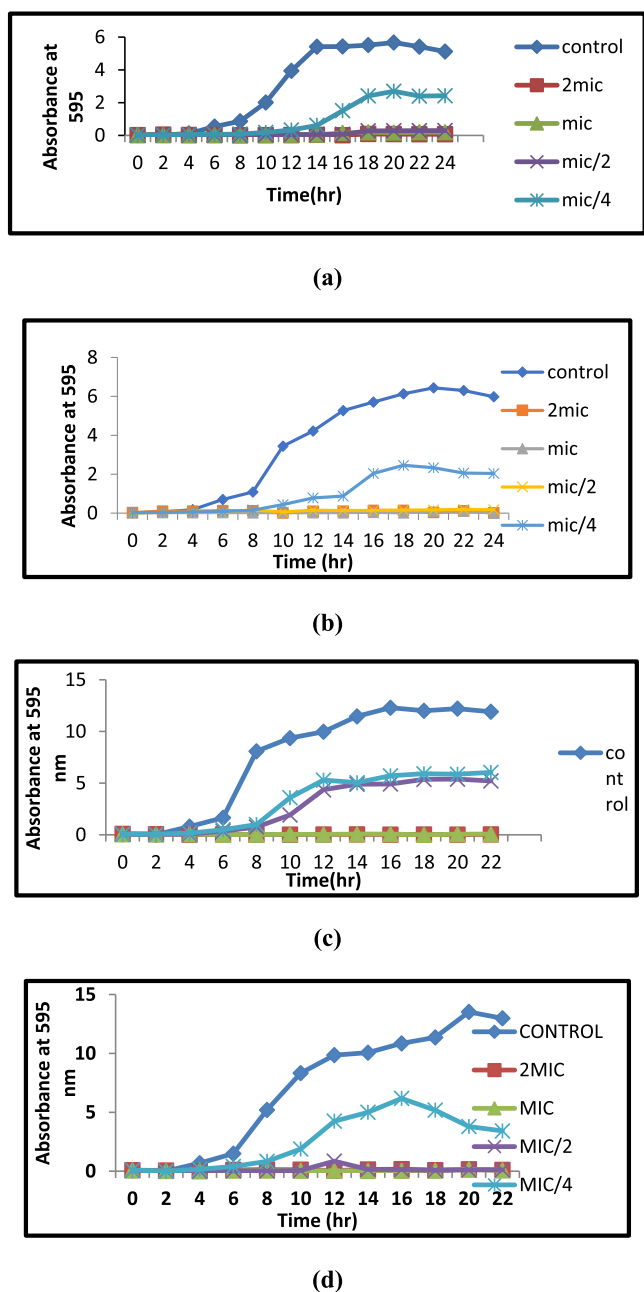 Absorbance at
595
6
4
2
0
0 2 4 6 8 10 12 14 16 18 20 22 24
Time(hr)
control
2mic
mic
mic/2
mic/4
(a)
Absorbance at 595
8
6
4
2
0
0 2 4 6 8 10 12 14 16 18 20 22 24
Time (hr)
control
2mic
mic
mic/2
mic/4
(b)
Absorbance at 595
nm
15
10
5
0
0 2 4 6 8 10 12 14 16 18 20 22
Time(hr)
co
nt
rol
(c)
Absorbance at 595
nm
15
10
5
0
0 2 4 6 8 10 12 14 16 18 20 22
Time (hr)
CONTROL
2MIC
MIC
MIC/2
MIC/4
(d)